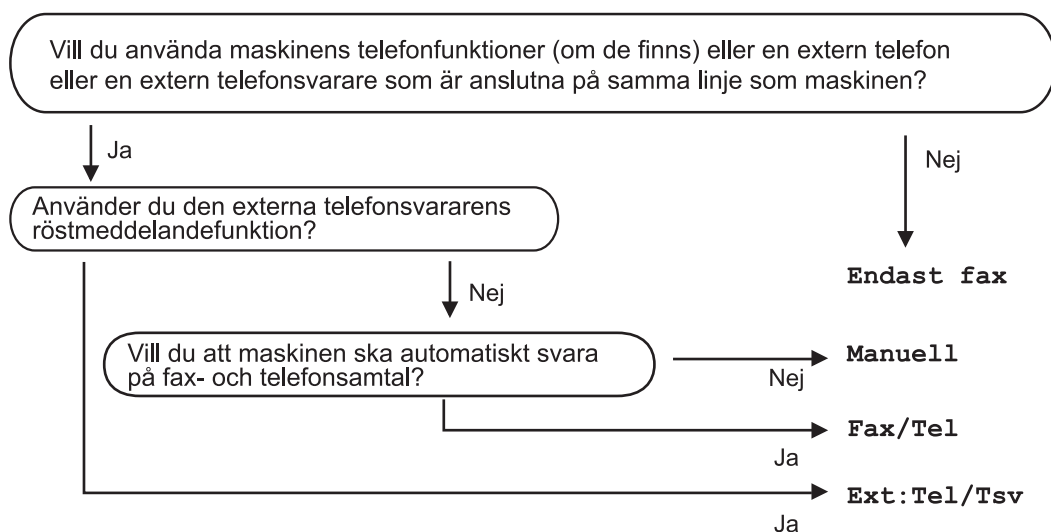 Vill du använda maskinens telefonfunktioner (om de finns) eller en extern telefon
eller en extern telefonsvarare som är anslutna på samma linje som maskinen?
Ja
Nej
Använder du den externa telefonsvararens
röstmeddelandefunktion?
Endast fax
Nej
Vill du att maskinen ska automatiskt svara
på fax- och telefonsamtal?
Manuell
Nej
Fax/Tel
Ja
Ext:Tel/Tsv
Ja